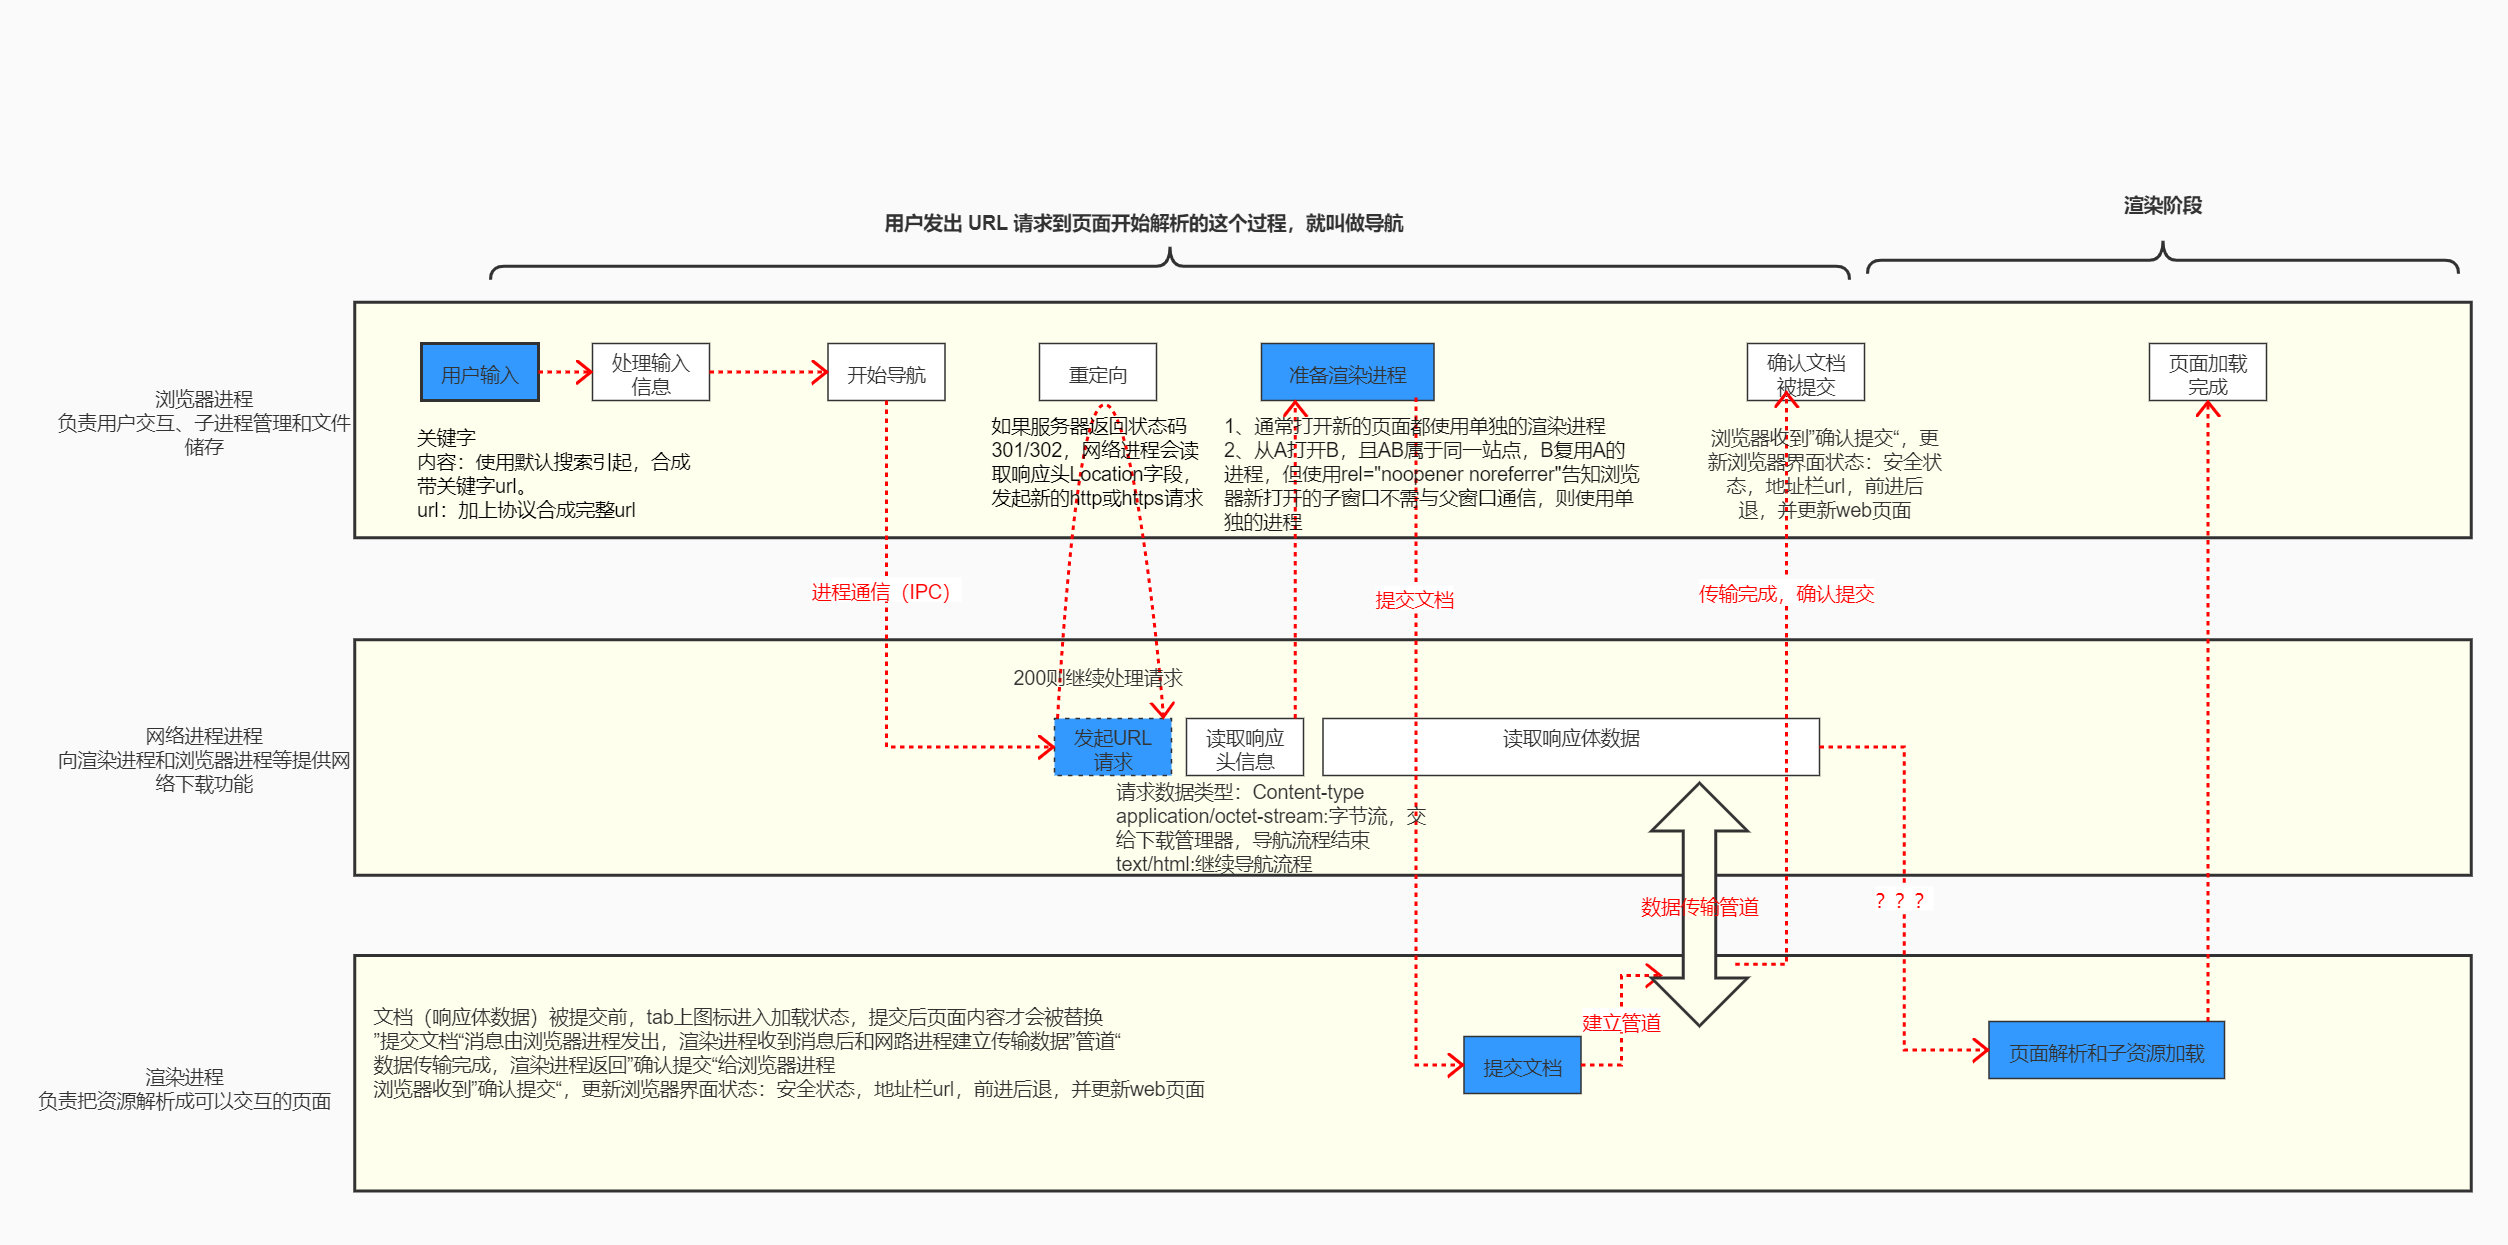 用户发出 URL 请求到页面开始解析的这个过程，就叫做导航
渲染阶段
浏览器进程
负责用户交互、子进程管理和文件
储存
用户输入
处理输入
信息
开始导航
重定向
准备渲染进程
确认文档
被提交
页面加载
完成
关键字
内容：使用默认搜索引起，合成
带关键字url。
url：加上协议合成完整url
如果服务器返回状态码
301/302，网络进程会读
取响应头Location字段，
发起新的http或https请求
1、通常打开新的页面都使用单独的渲染进程
2、从A打开B，且AB属于同一站点，B复用A的
进程，但使用rel="noopener noreferrer"告知浏览
器新打开的子窗口不需与父窗口通信，则使用单
独的进程
浏览器收到”确认提交“，更
新浏览器界面状态：安全状
态，地址栏url，前进后
退，并更新web页面
进程通信（IPC）
提交文档
传输完成，确认提交
网络进程进程
向渲染进程和浏览器进程等提供网
络下载功能
200则继续处理请求
发起URL
请求
读取响应
头信息
读取响应体数据
请求数据类型：Content-type
application/octet-stream:字节流，交
给下载管理器，导航流程结束
text/html:继续导航流程
数据传输管道
？？？
渲染进程
负责把资源解析成可以交互的页面
文档（响应体数据）被提交前，tab上图标进入加载状态，提交后页面内容才会被替换
”提交文档“消息由浏览器进程发出，渲染进程收到消息后和网路进程建立传输数据”管道“
数据传输完成，渲染进程返回”确认提交“给浏览器进程
浏览器收到”确认提交“，更新浏览器界面状态：安全状态，地址栏url，前进后退，并更新web页面
提交文档
建立管道
页面解析和子资源加载